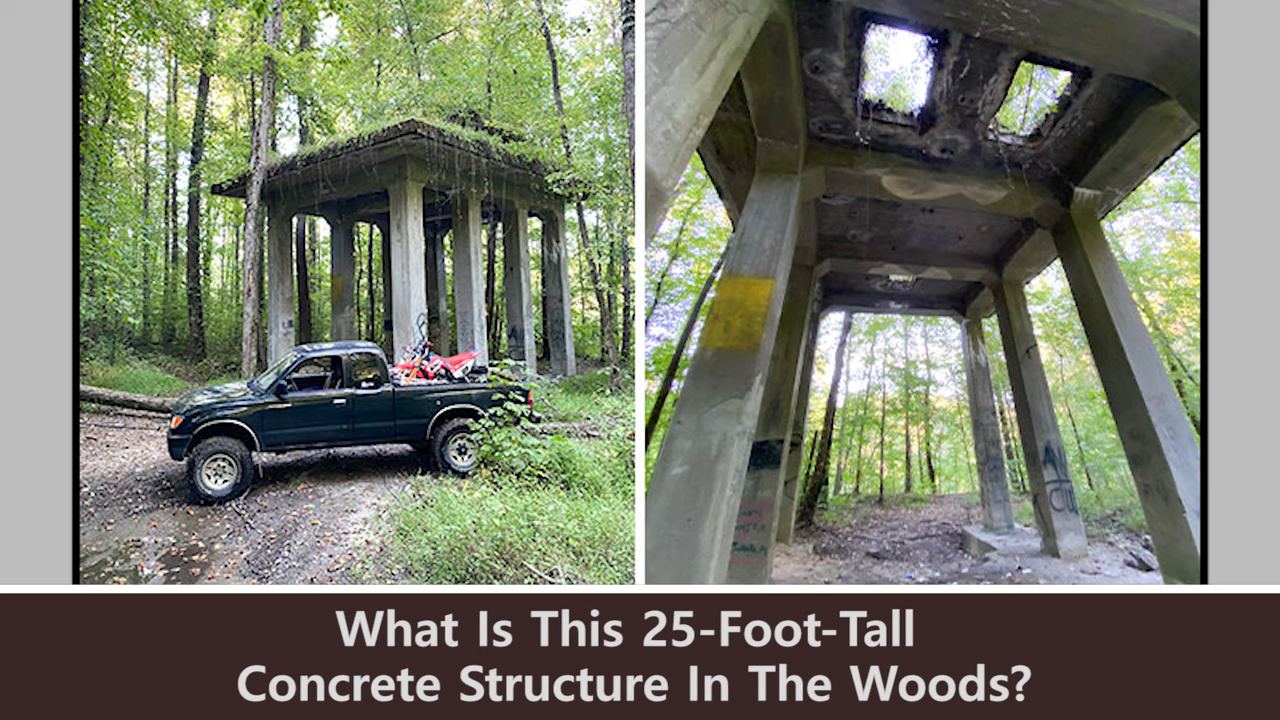 What Is This 25-Foot-Tall
Concrete Structure In The Woods?